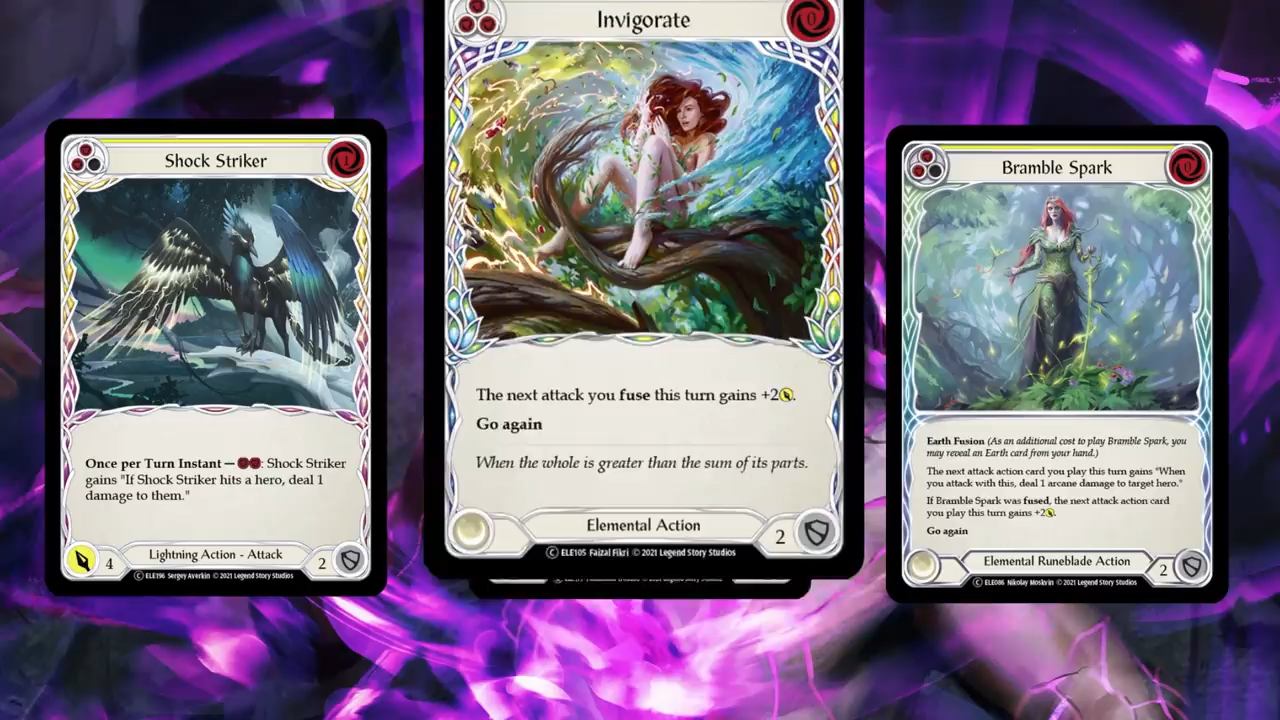 Invigorate
0
The next attack you fuse this turn gains +2.
Go again
When the whole is greater than the sum of its parts.
Elemental Action
2
ELE105 Faizal Fikri © 2021 Legend Story Studios
Shock Striker
1
Once per Turn Instant — : Shock Striker
gains "If Shock Striker hits a hero, deal 1
damage to them."
4
Lightning Action - Attack
2
ELE196 Sergey Averkin © 2021 Legend Story Studios
Bramble Spark
0
Earth Fusion (As an additional cost to play Bramble Spark, you
may reveal an Earth card from your hand.)
The next attack action card you play this turn gains "When
you attack with this, deal 1 arcane damage to target hero."
If Bramble Spark was fused, the next attack action card
you play this turn gains +2.
Go again
Elemental Runeblade Action
2
ELE086 Nikolay Moskvin © 2021 Legend Story Studios